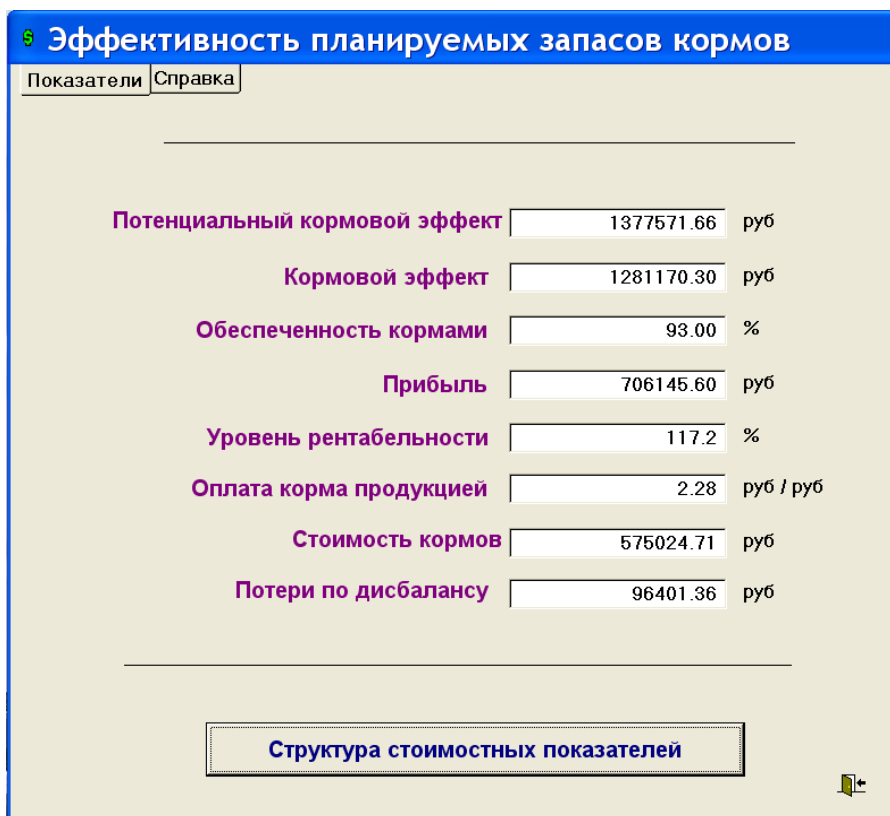 Эффективность планируемых запасов кормов
Показатели Справка
Потенциальный кормовой эффект 1377571.66 руб
Кормовой эффект 1281170.30 руб
Обеспеченность кормами 93.00 %
Прибыль 706145.60 руб
Уровень рентабельности 117.2 %
Оплата корма продукцией 2.28 руб / руб
Стоимость кормов 575024.71 руб
Потери по дисбалансу 96401.36 руб
Структура стоимостных показателей